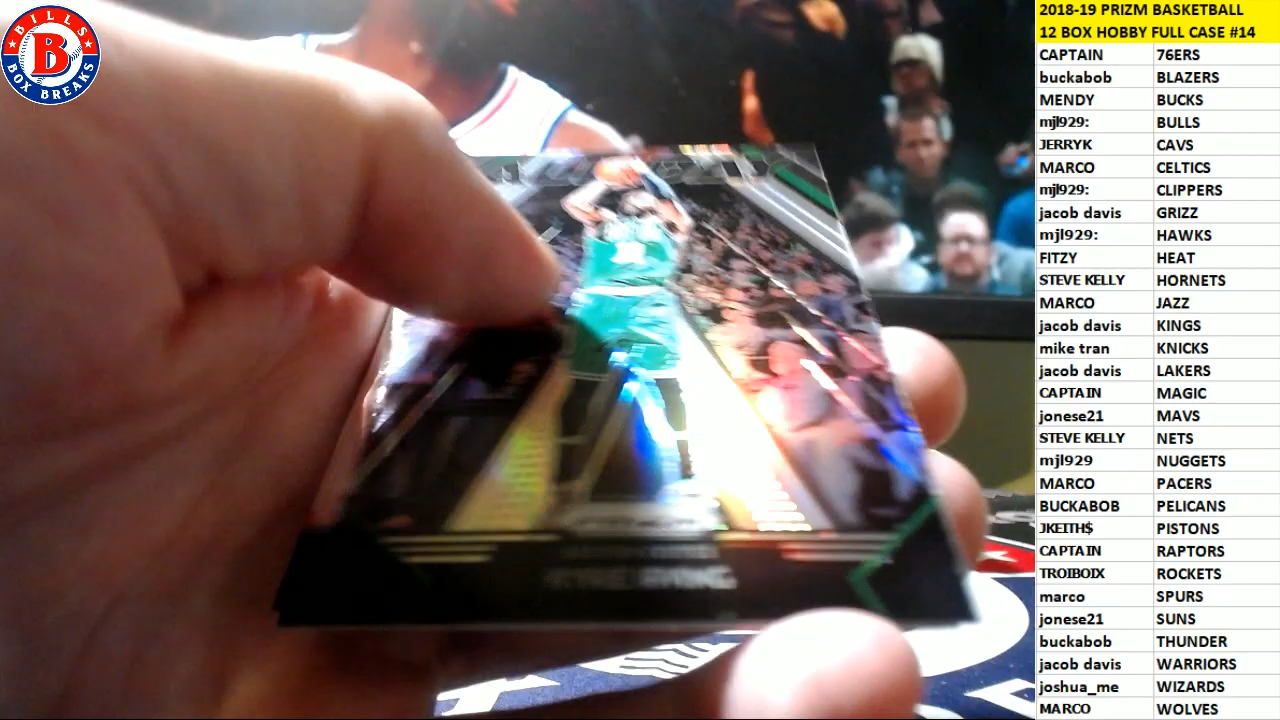 BILLS
B
BOX BREAKS
2018-19 PRIZM BASKETBALL
12 BOX HOBBY FULL CASE #14
CAPTAIN 76ERS
buckabob BLAZERS
MENDY BUCKS
mjl929: BULLS
JERRYK CAVS
MARCO CELTICS
mjl929: CLIPPERS
jacob davis GRIZZ
mjl929: HAWKS
FITZY HEAT
STEVE KELLY HORNETS
MARCO JAZZ
jacob davis KINGS
mike tran KNICKS
jacob davis LAKERS
CAPTAIN MAGIC
jonese21 MAVS
STEVE KELLY NETS
mjl929 NUGGETS
MARCO PACERS
BUCKABOB PELICANS
JKEITH$ PISTONS
CAPTAIN RAPTORS
TROIBOIX ROCKETS
marco SPURS
jonese21 SUNS
buckabob THUNDER
jacob davis WARRIORS
joshua_me WIZARDS
MARCO WOLVES